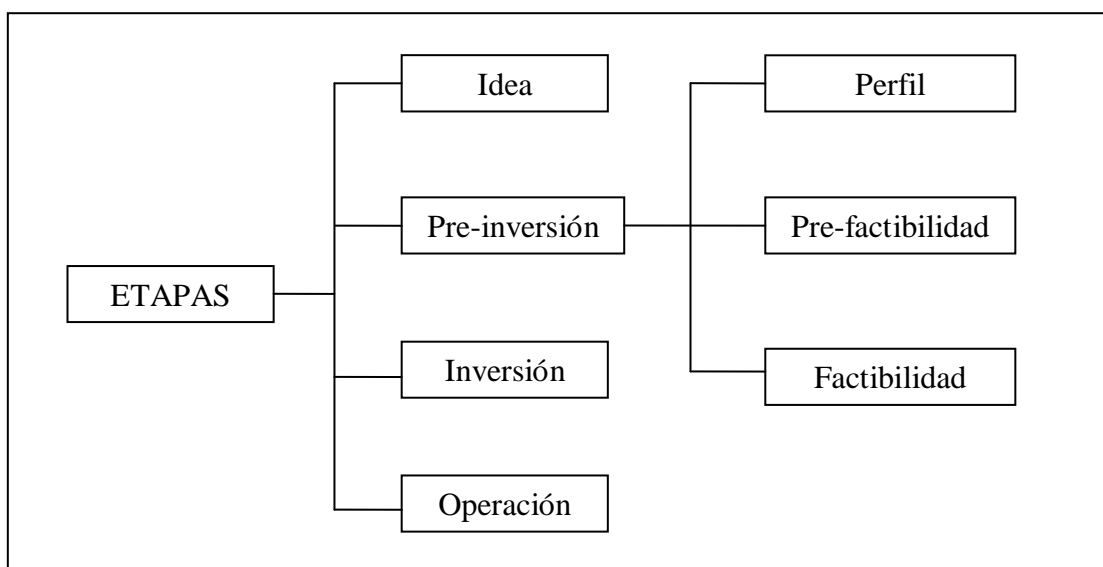 ETAPAS
Idea
Pre-inversión
Inversión
Operación
Perfil
Pre-factibilidad
Factibilidad